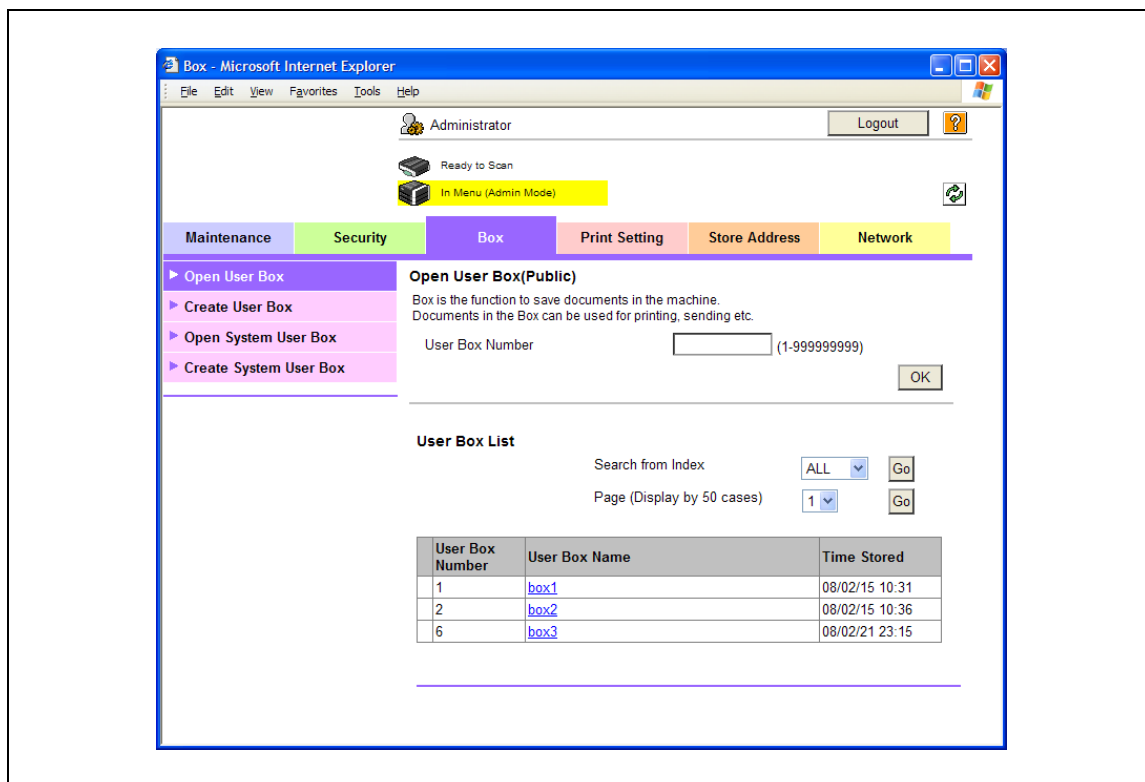 Box - Microsoft Internet Explorer
File Edit View Favorites Tools Help
Administrator
Logout
?
Ready to Scan
In Menu (Admin Mode)
Maintenance Security Box Print Setting Store Address Network
Open User Box
Create User Box
Open System User Box
Create System User Box
Open User Box(Public)
Box is the function to save documents in the machine.
Documents in the Box can be used for printing, sending etc.
User Box Number (1-999999999)
OK
User Box List
Search from Index ALL Go
Page (Display by 50 cases) 1 Go
User Box
Number
User Box Name
Time Stored
1 box1 08/02/15 10:31
2 box2 08/02/15 10:36
6 box3 08/02/21 23:15